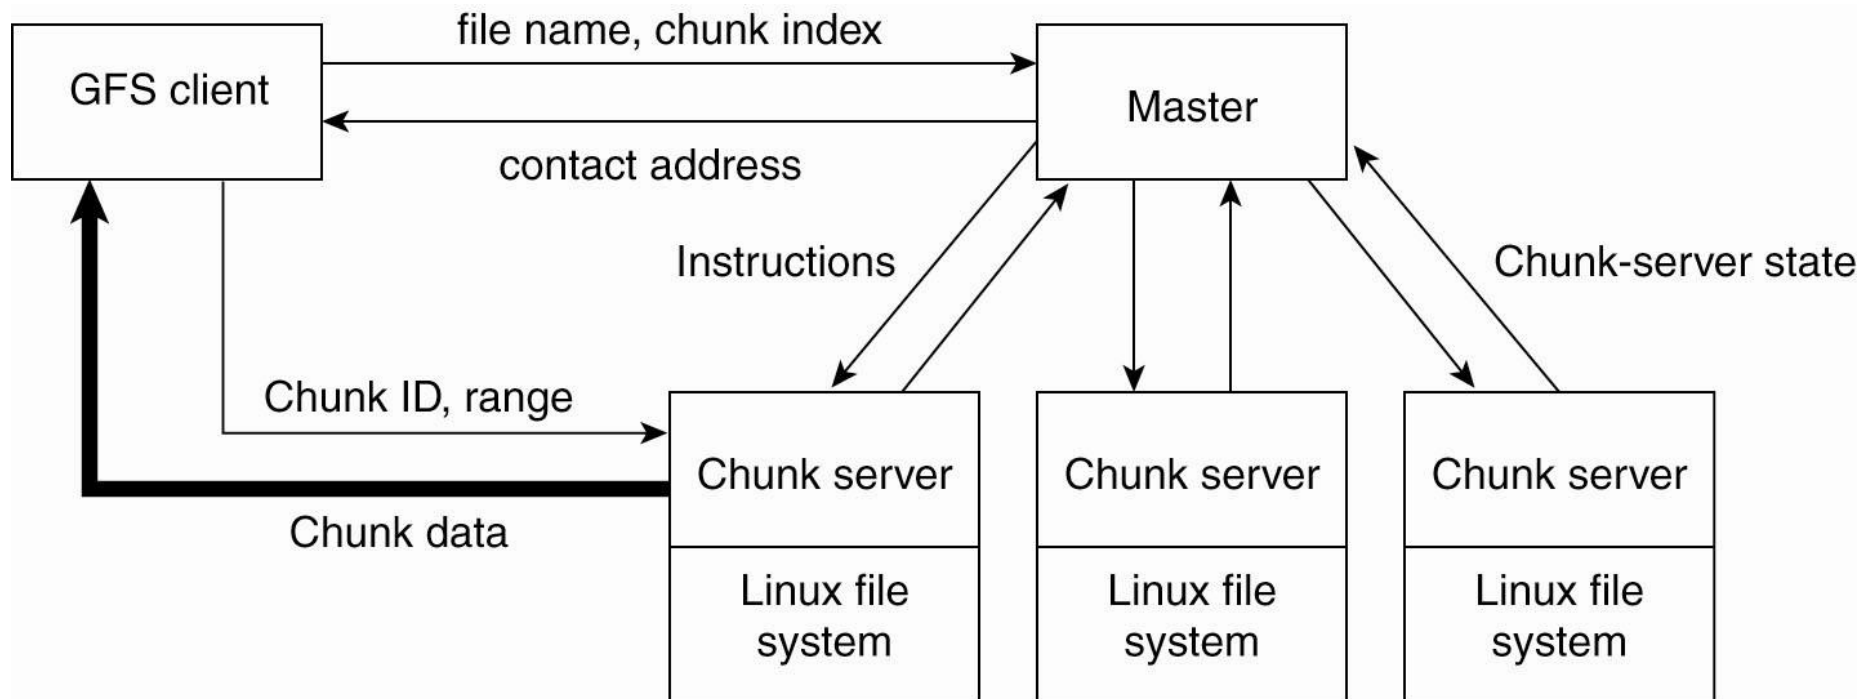 file name, chunk index
GFS client
Master
contact address
Instructions
Chunk-server state
Chunk ID, range
Chunk server
Chunk server
Chunk server
Chunk data
Linux file
system
Linux file
system
Linux file
system